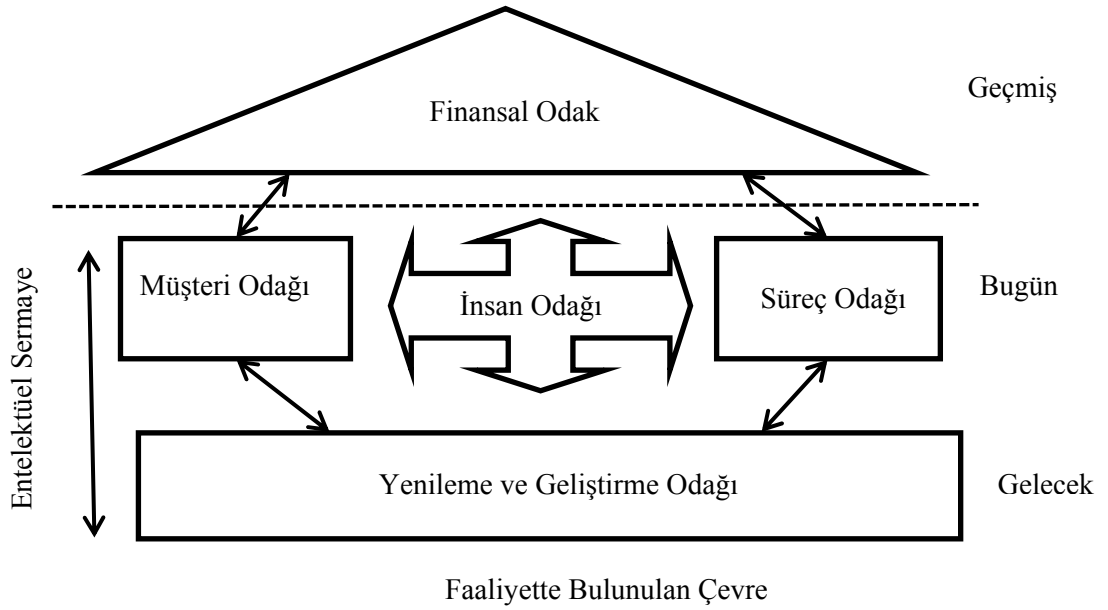 Geçmiş
Finansal Odak
Müşteri Odağı
İnsan Odağı
Süreç Odağı
Bugün
Entelektüel Sermaye
Yenileme ve Geliştirme Odağı
Gelecek
Faaliyette Bulunulan Çevre